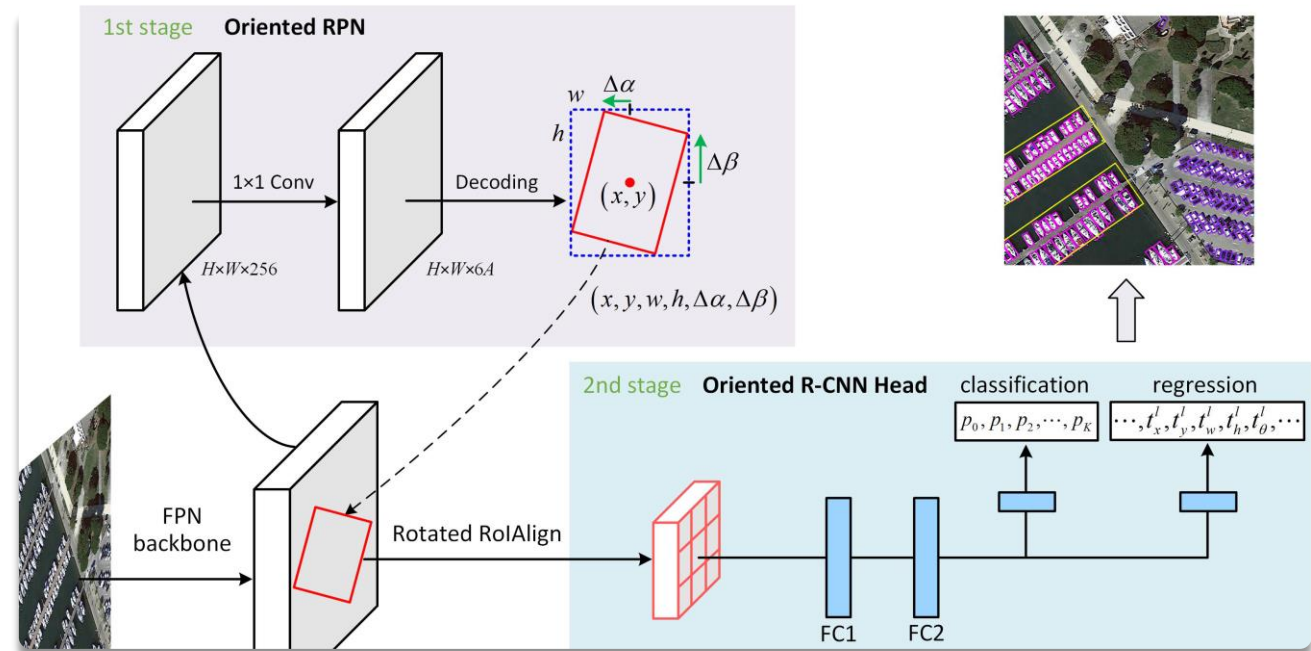 1st stage Oriented RPN
w Δα
h
Δβ
1×1 Conv
Decoding
(x, y)
H×W×256
H×W×6A
(x, y, w, h, Δα, Δβ)
2nd stage Oriented R-CNN Head
classification
regression
p₀, p₁, p₂, ⋯, p_K
⋯, t_x^l, t_y^l, t_w^l, t_h^l, t_θ^l, ⋯
FPN
backbone
Rotated RoIAlign
FC1
FC2